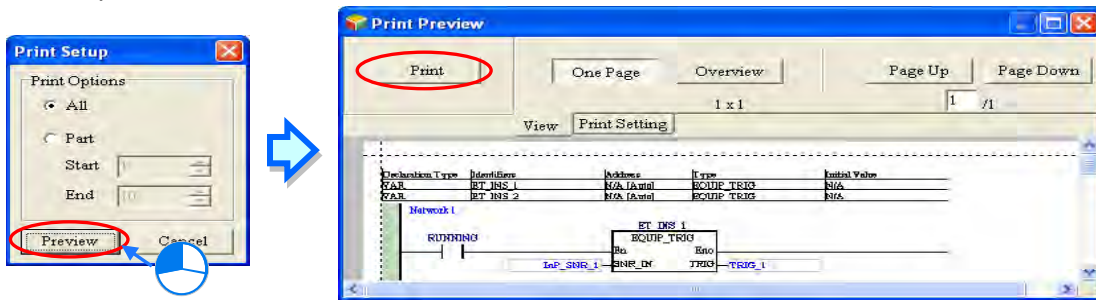 Print Setup
Print Options
All
Part
Start
End
Preview
Cancel
Print Preview
Print
One Page
Overview
Page Up
Page Down
1 x 1
1 /1
View
Print Setting
Declaration Type Identifiers Address Type Initial Value
VAR ET_INS_1 N/A [Auto] EQUIP_TRIG N/A
VAR ET_INS_2 N/A [Auto] EQUIP_TRIG N/A
Network 1
ET_INS_1
RUNNING
EQUIP_TRIG
En Eno
InP_SNR_1 SNR_IN TRIG TRIG_1